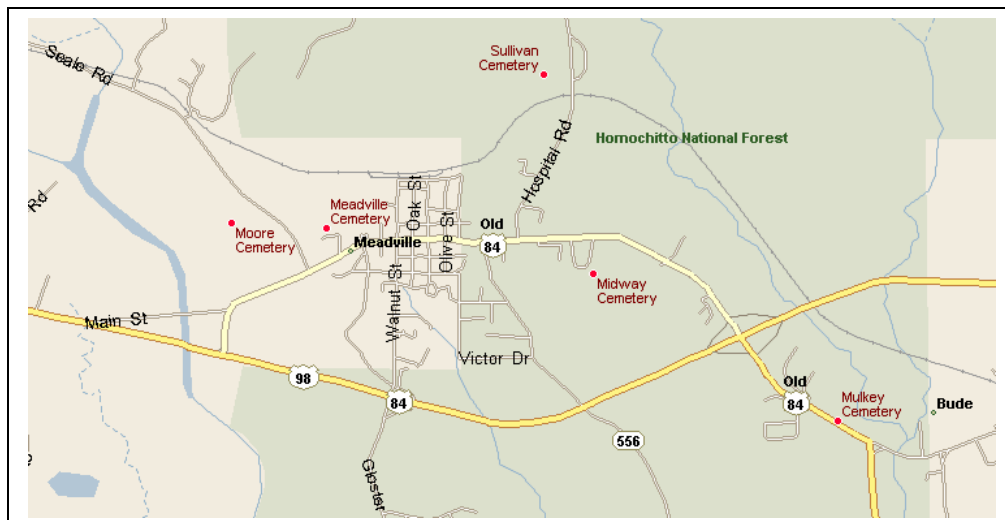 Seale Rd
Sullivan
Cemetery
Homochitto National Forest
Hospital Rd
Rd
Moore
Cemetery
Meadville
Cemetery
Meadville
Oak St
Olive St
Walnut St
Old
84
Midway
Cemetery
Main St
Victor Dr
98
84
Old
84
Mulkey
Cemetery
Bude
556
Gloster